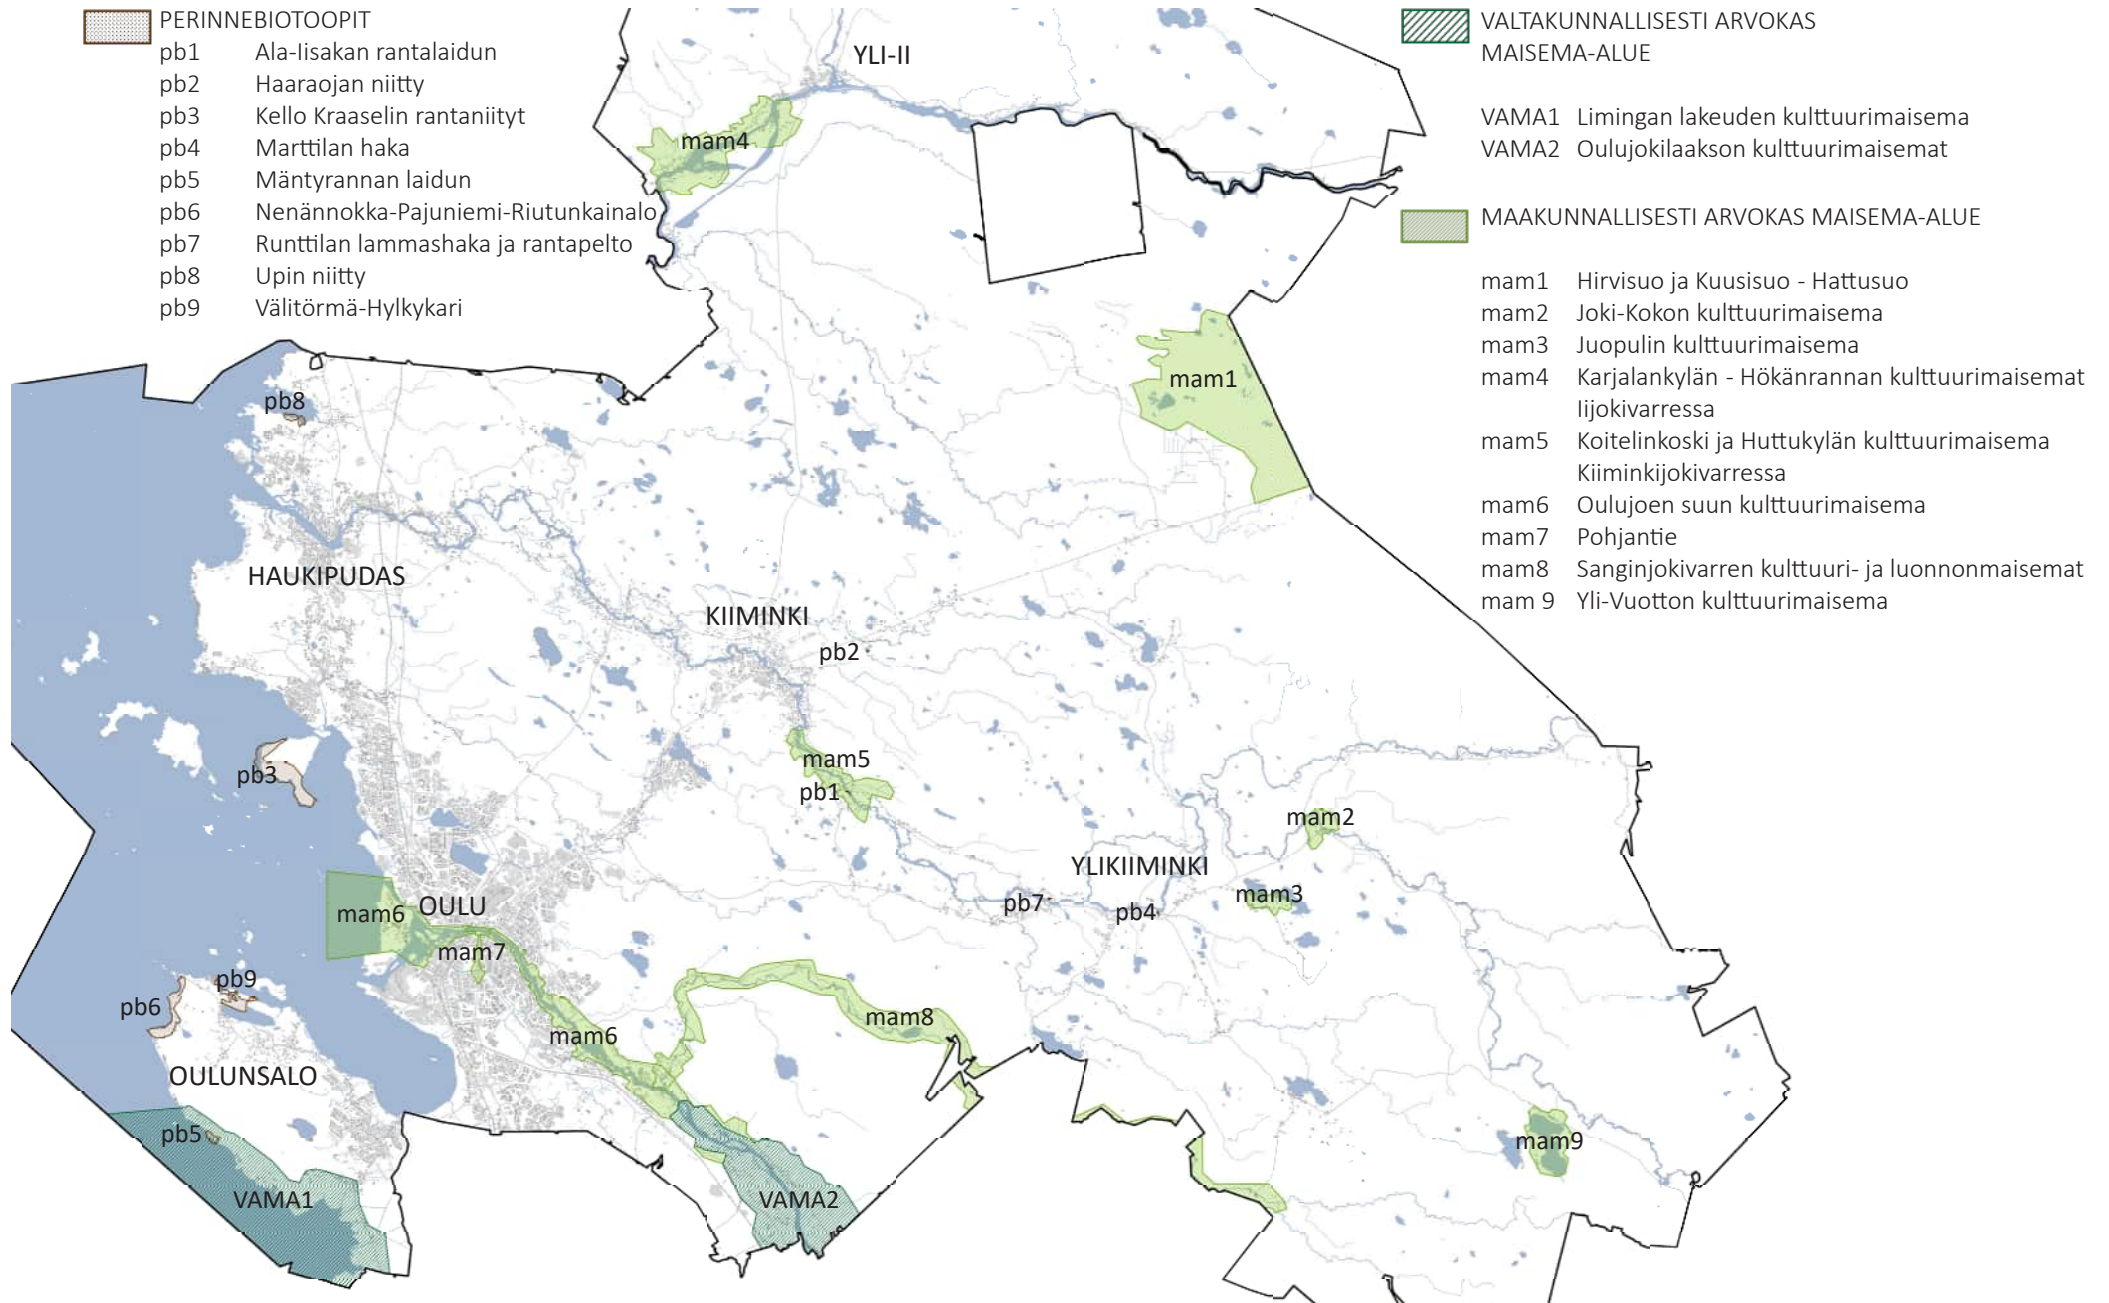 PERINNEBIOTOOPIT
pb1 Ala-Iisakan rantalaidun
pb2 Haaraojan niitty
pb3 Kello Kraaselin rantaniityt
pb4 Marttilan haka
pb5 Mäntyrannan laidun
pb6 Nenännokka-Pajuniemi-Riutunkainalo
pb7 Runttilan lammashaka ja rantapelto
pb8 Upin niitty
pb9 Välitörmä-Hylkykari
VALTAKUNNALLISESTI ARVOKAS
MAISEMA-ALUE
VAMA1 Limingan lakeuden kulttuurimaisema
VAMA2 Oulujokilaakson kulttuurimaisemat
MAAKUNNALLISESTI ARVOKAS MAISEMA-ALUE
mam1 Hirvisuo ja Kuusisuo - Hattusuo
mam2 Joki-Kokon kulttuurimaisema
mam3 Juopulin kulttuurimaisema
mam4 Karjalankylän - Hökänrannan kulttuurimaisemat
Iijokivarressa
mam5 Koitelinkoski ja Huttukylän kulttuurimaisema
Kiiminkijokivarressa
mam6 Oulujoen suun kulttuurimaisema
mam7 Pohjantie
mam8 Sanginjokivarren kulttuuri- ja luonnonmaisemat
mam 9 Yli-Vuotton kulttuurimaisema
YLI-II
mam4
mam1
pb8
HAUKIPUDAS
KIIMINKI
pb2
mam5
pb3
pb1
mam2
YLIKIIMINKI
mam3
pb7
pb4
OULU
mam6
mam7
pb9
pb6
mam8
mam6
OULUNSALO
pb5
mam9
VAMA1
VAMA2